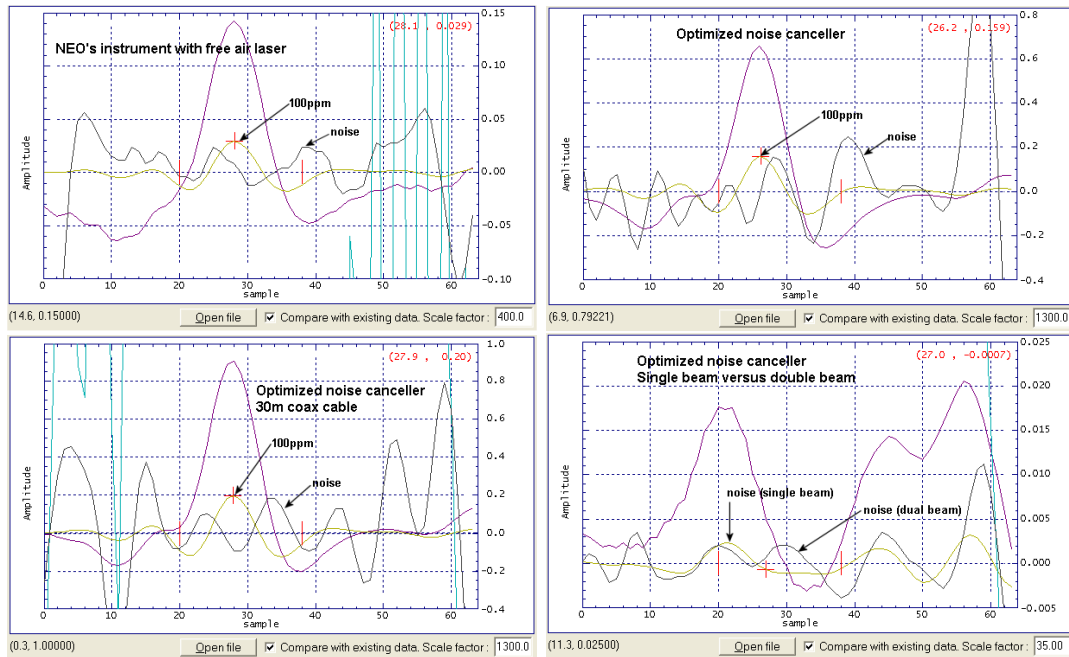 NEO's instrument with free air laser
(28.1 , 0.029)
100ppm
noise
Amplitude
0.15
0.10
0.05
0.00
-0.05
-0.10
0 10 20 30 40 50 60
sample
(14.6, 0.15000) Open file Compare with existing data. Scale factor : 400.0
Optimized noise canceller
(26.2 , 0.159)
100ppm
noise
Amplitude
0.8
0.6
0.4
0.2
0.0
-0.2
-0.4
0 10 20 30 40 50 60
sample
(6.9, 0.79221) Open file Compare with existing data. Scale factor : 1300.0
(27.9 , 0.20)
Optimized noise canceller
30m coax cable
100ppm
noise
Amplitude
1.0
0.8
0.6
0.4
0.2
0.0
-0.2
-0.4
0 10 20 30 40 50 60
sample
(0.3, 1.00000) Open file Compare with existing data. Scale factor : 1300.0
Optimized noise canceller
Single beam versus double beam
(27.0 , -0.0007)
noise (single beam)
noise (dual beam)
Amplitude
0.025
0.020
0.015
0.010
0.005
0.000
-0.005
0 10 20 30 40 50 60
sample
(11.3, 0.02500) Open file Compare with existing data. Scale factor : 35.00